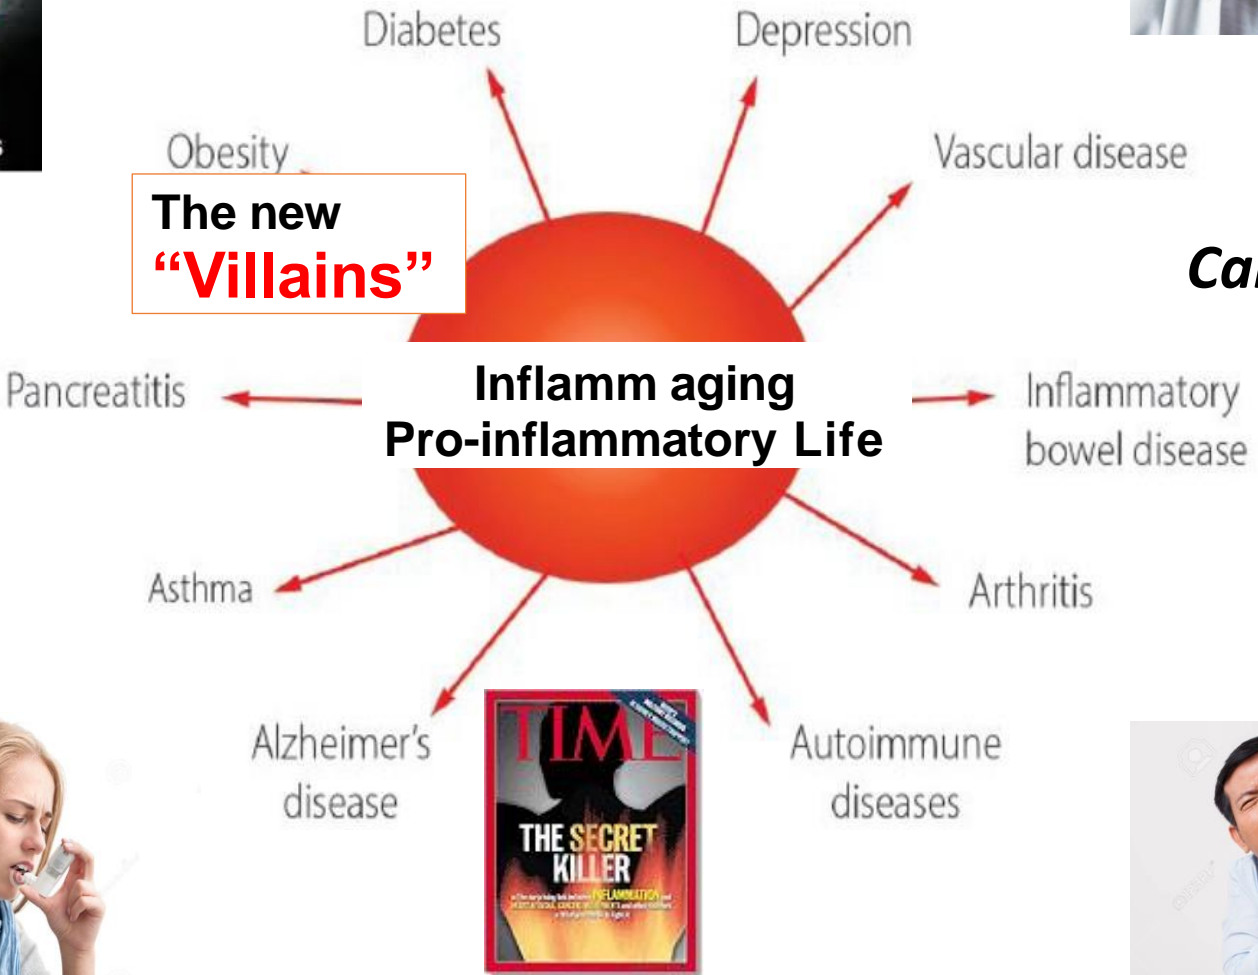 Diabetes
Depression
Obesity
Vascular disease
The new
“Villains”
Pancreatitis
Inflamm aging
Pro-inflammatory Life
Inflammatory
bowel disease
Asthma
Arthritis
Alzheimer's
disease
TIME
THE SECRET
KILLER
INFLAMMATION
Autoimmune
diseases